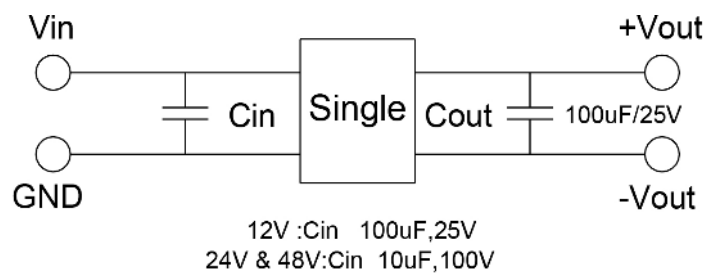 Vin
+Vout
Cin
Single
Cout
100uF/25V
GND
-Vout
12V :Cin 100uF,25V
24V & 48V:Cin 10uF,100V